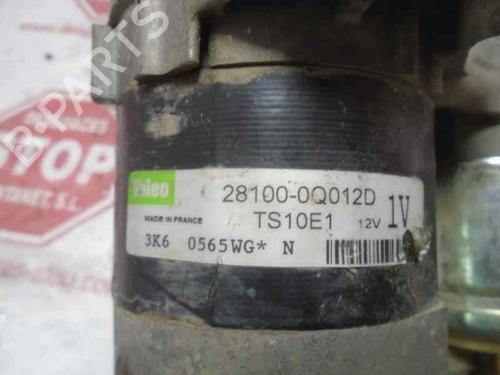 B-PARTS
STOP
Valeo
28100-0Q012D
MADE IN FRANCE
TS10E1 12V 1V
3K6 0565WG* N